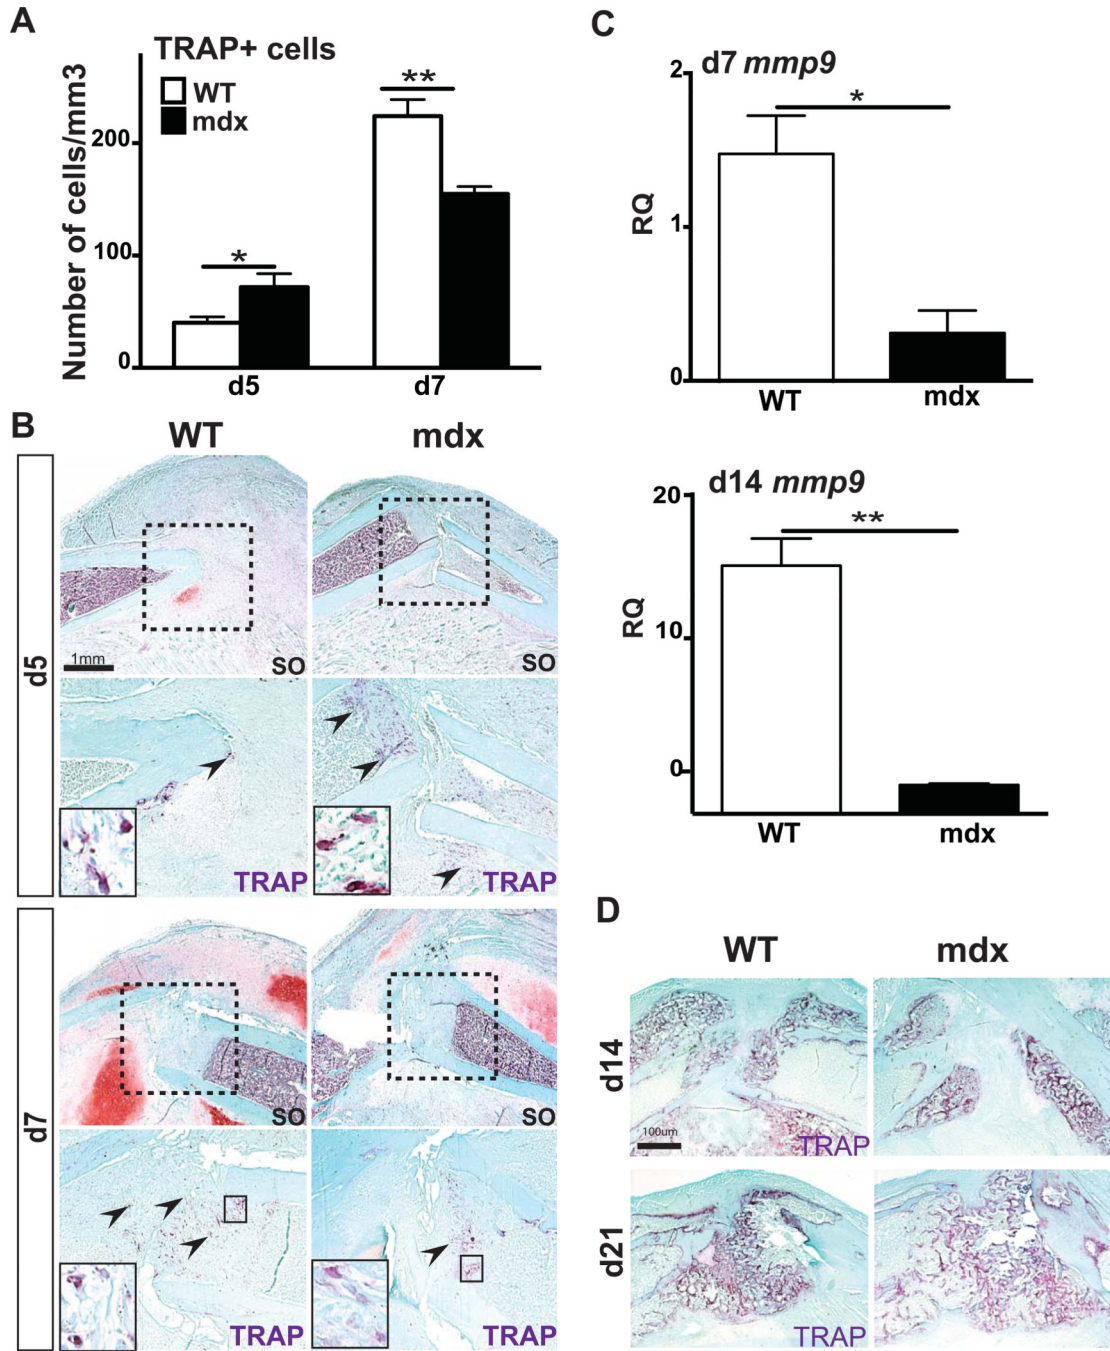 A
TRAP+ cells
WT
mdx
Number of cells/mm3
200
100
0
*
**
d5
d7
C
d7 mmp9
2
1
0
RQ
*
WT
mdx
d14 mmp9
20
10
0
RQ
**
WT
mdx
B
WT
mdx
d5
1mm
SO
SO
TRAP
TRAP
d7
SO
SO
TRAP
TRAP
D
WT
mdx
d14
100um
TRAP
d21
TRAP